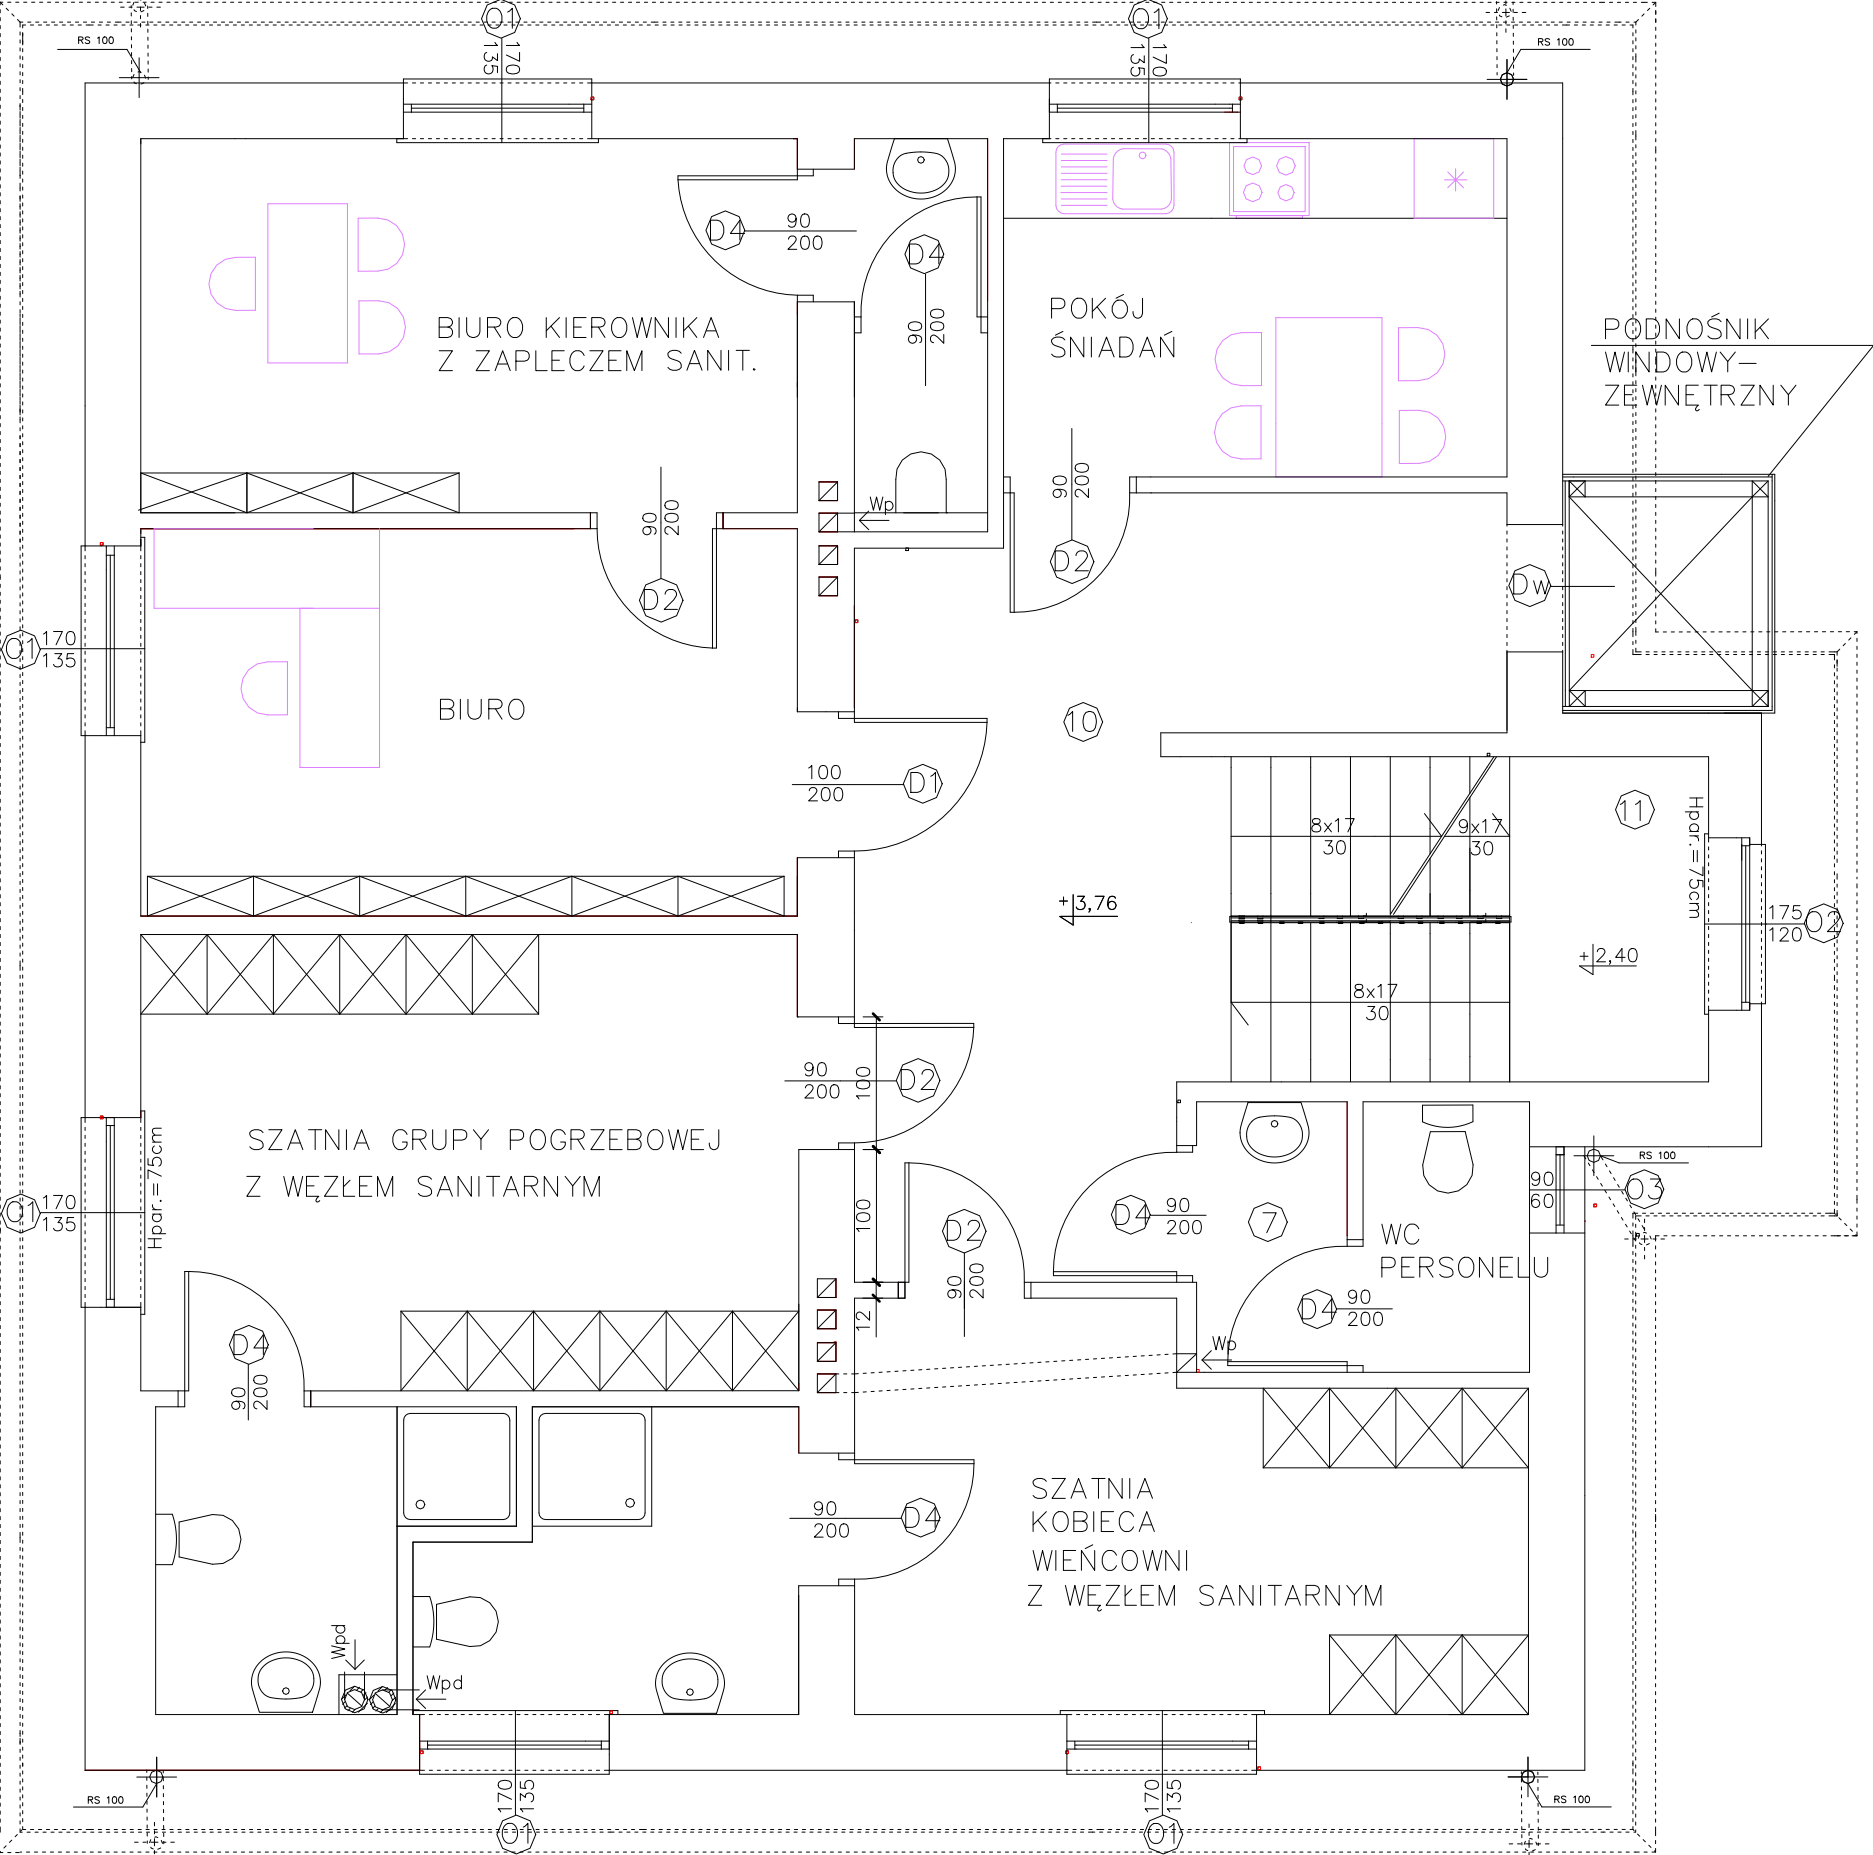 O1
O1
RS 100
170
135
170
135
RS 100
D4
90
200
D4
90
200
BIURO KIEROWNIKA
Z ZAPLECZEM SANIT.
POKÓJ
ŚNIADAŃ
PODNOŚNIK
WINDOWY-
ZEWNĘTRZNY
90
200
D2
Wp
90
200
D2
Dw
O1
170
135
BIURO
10
100
200
D1
11
8x17
30
9x17
30
Hpar.=75cm
+3,76
175
120
O2
+2,40
8x17
30
90
200
D2
100
SZATNIA GRUPY POGRZEBOWEJ
Z WĘZŁEM SANITARNYM
Hpar.=75cm
O1
170
135
100
12
D2
90
200
D4
90
200
7
WC
PERSONELU
90
60
O3
RS 100
D4
90
200
Wp
D4
90
200
90
200
D4
SZATNIA
KOBIECA
WIEŃCOWNI
Z WĘZŁEM SANITARNYM
Wpd
Wpd
RS 100
170
135
O1
170
135
O1
RS 100